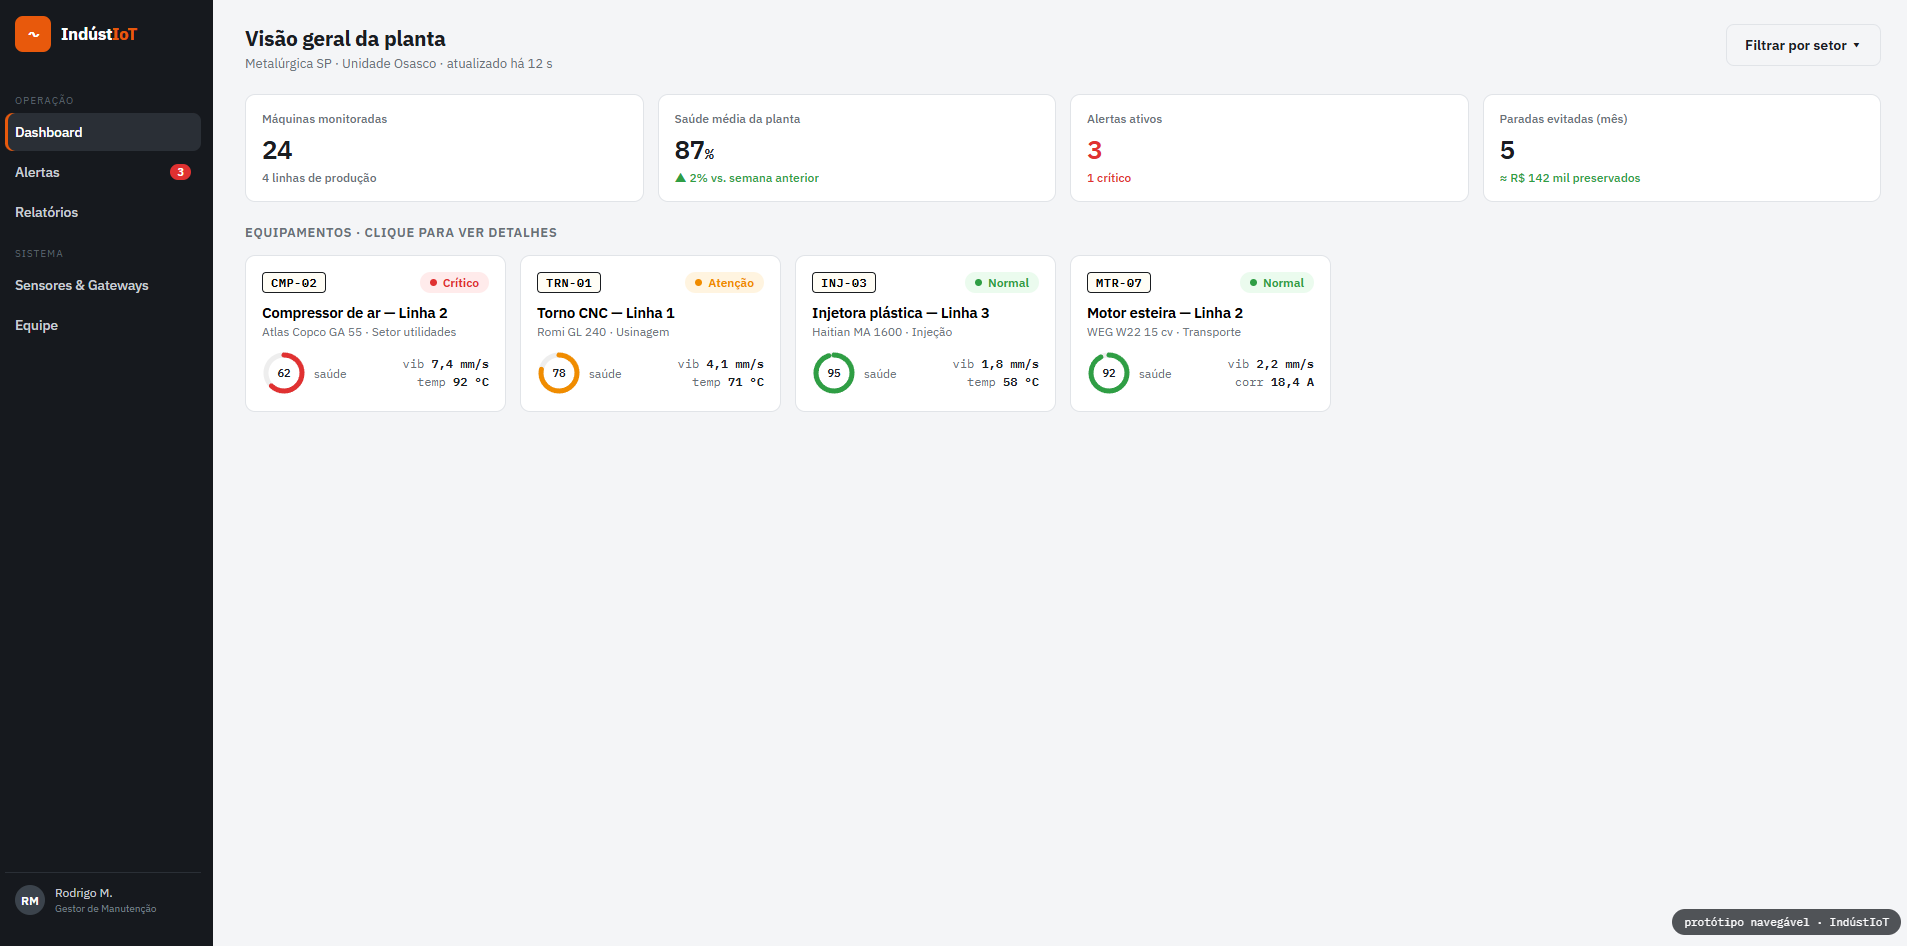 IndústIoT
OPERAÇÃO
Dashboard
Alertas 3
Relatórios
SISTEMA
Sensores & Gateways
Equipe
RM
Rodrigo M.
Gestor de Manutenção
Visão geral da planta
Metalúrgica SP · Unidade Osasco · atualizado há 12 s
Filtrar por setor ▾
Máquinas monitoradas
24
4 linhas de produção
Saúde média da planta
87%
▲ 2% vs. semana anterior
Alertas ativos
3
1 crítico
Paradas evitadas (mês)
5
≈ R$ 142 mil preservados
EQUIPAMENTOS · CLIQUE PARA VER DETALHES
CMP-02 Crítico
Compressor de ar — Linha 2
Atlas Copco GA 55 · Setor utilidades
62 saúde
vib 7,4 mm/s
temp 92 °C
TRN-01 Atenção
Torno CNC — Linha 1
Romi GL 240 · Usinagem
78 saúde
vib 4,1 mm/s
temp 71 °C
INJ-03 Normal
Injetora plástica — Linha 3
Haitian MA 1600 · Injeção
95 saúde
vib 1,8 mm/s
temp 58 °C
MTR-07 Normal
Motor esteira — Linha 2
WEG W22 15 cv · Transporte
92 saúde
vib 2,2 mm/s
corr 18,4 A
protótipo navegável · IndústIoT